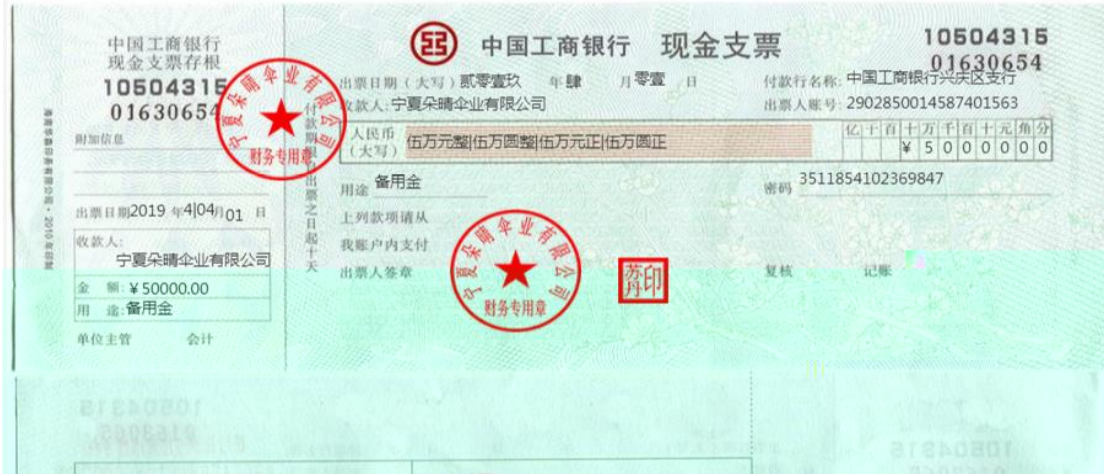 中国工商银行
现金支票存根
10504315
01630654
附加信息
出票日期2019 年4|04月01 日
收款人:
宁夏朵晴伞业有限公司
金 额:¥50000.00
用 途:备用金
单位主管 会计
宁夏朵晴伞业有限公司
财务专用章
付款期限自出票之日起十天
中国工商银行 现金支票
10504315
01630654
出票日期(大写)贰零壹玖 年肆 月零壹 日
付款行名称:中国工商银行兴庆区支行
收款人:宁夏朵晴伞业有限公司
出票人账号:2902850014587401563
人民币
(大写)
伍万元整|伍万圆整|伍万元正|伍万圆正
亿千百十万千百十元角分
¥5000000
用途 备用金
密码 3511854102369847
上列款项请从
我账户内支付
出票人签章
宁夏朵晴伞业有限公司
财务专用章
苏丹印
复核 记账
10504315